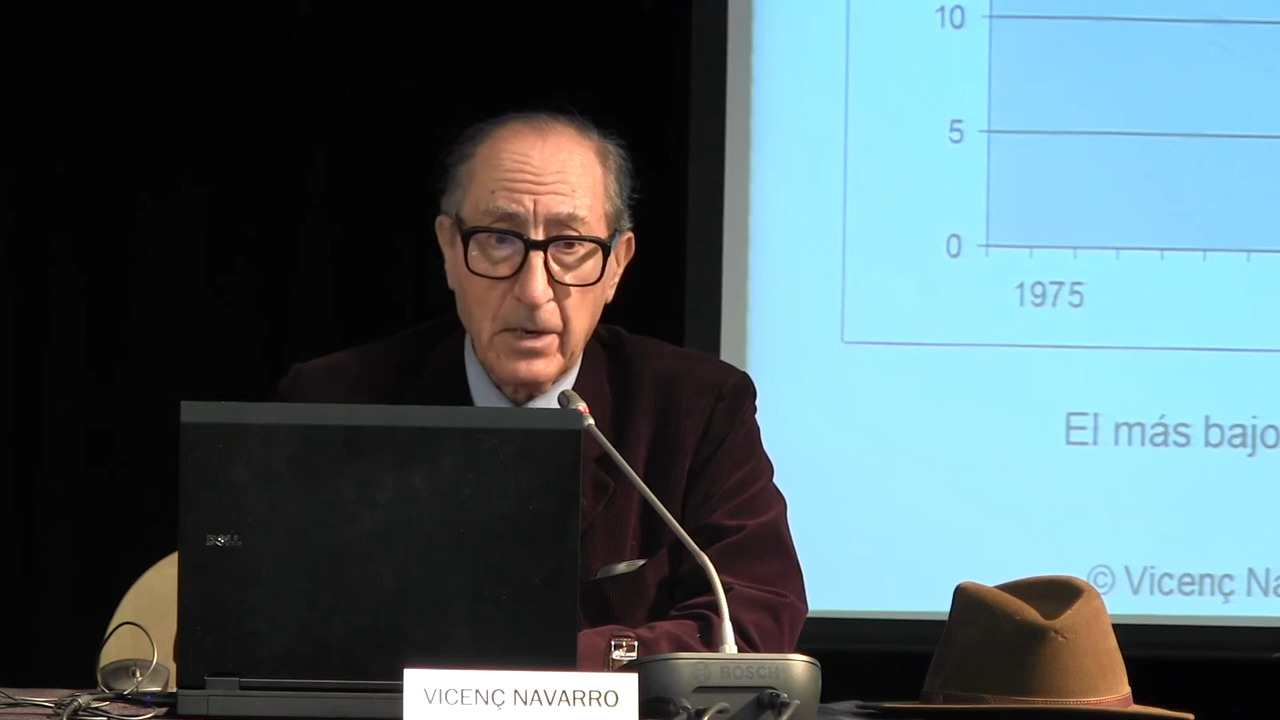 10
5
0
1975
El más bajo
© Vicenç Na
DELL
BOSCH
VICENÇ NAVARRO